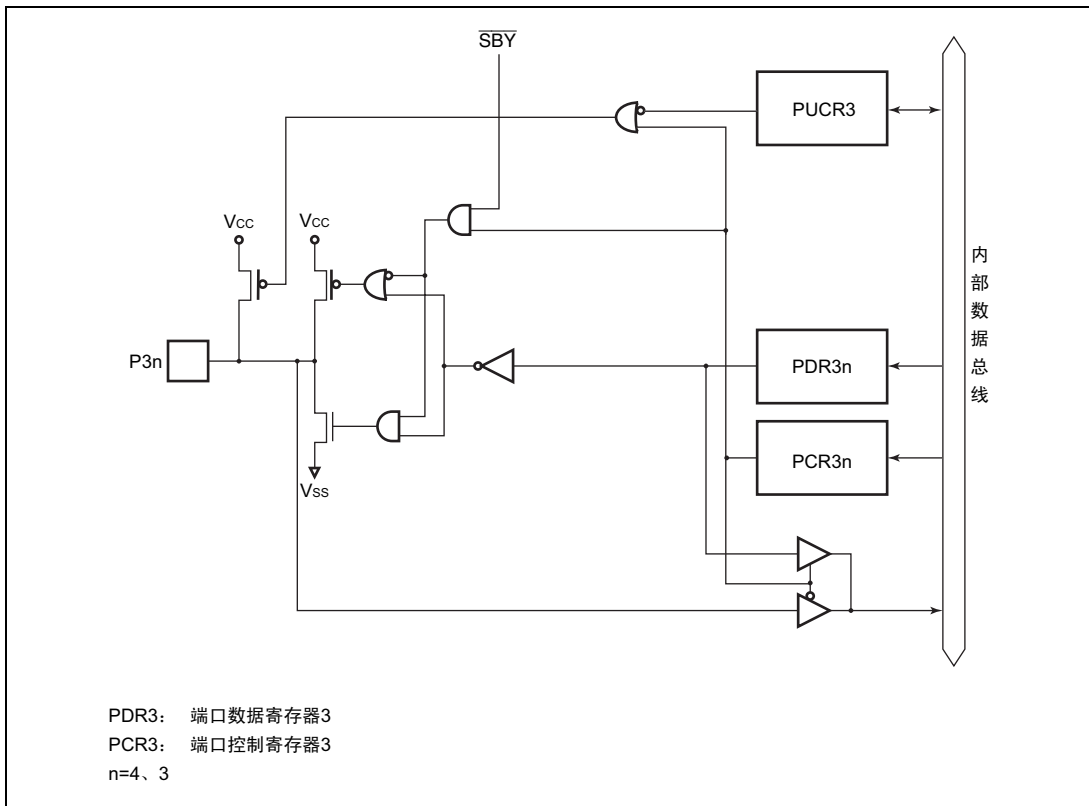 SBY
PUCR3
VCC
VCC
P3n
PDR3n
PCR3n
VSS
内部数据总线
PDR3： 端口数据寄存器3
PCR3： 端口控制寄存器3
n=4、3